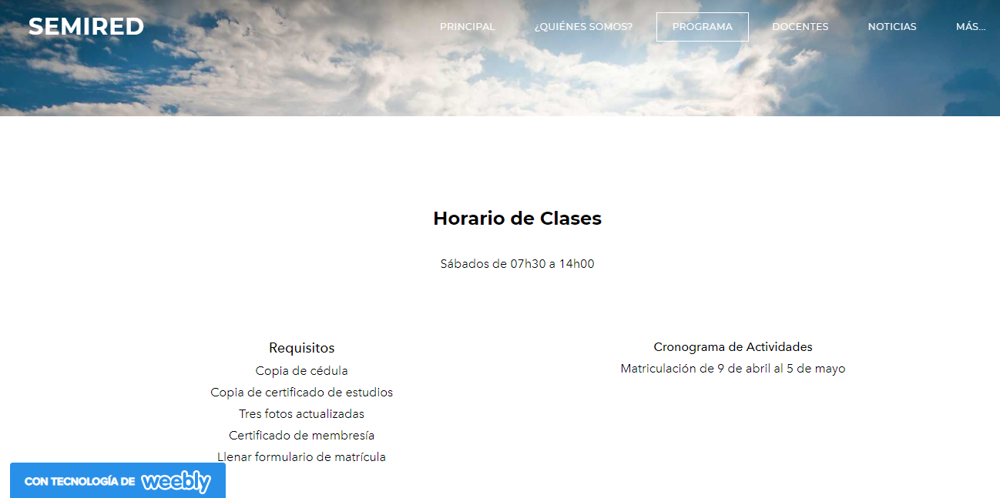 SEMIRED
PRINCIPAL
¿QUIÉNES SOMOS?
PROGRAMA
DOCENTES
NOTICIAS
MÁS...
Horario de Clases
Sábados de 07h30 a 14h00
Requisitos
Copia de cédula
Copia de certificado de estudios
Tres fotos actualizadas
Certificado de membresía
Llenar formulario de matrícula
Cronograma de Actividades
Matriculación de 9 de abril al 5 de mayo
CON TECNOLOGÍA DE weebly